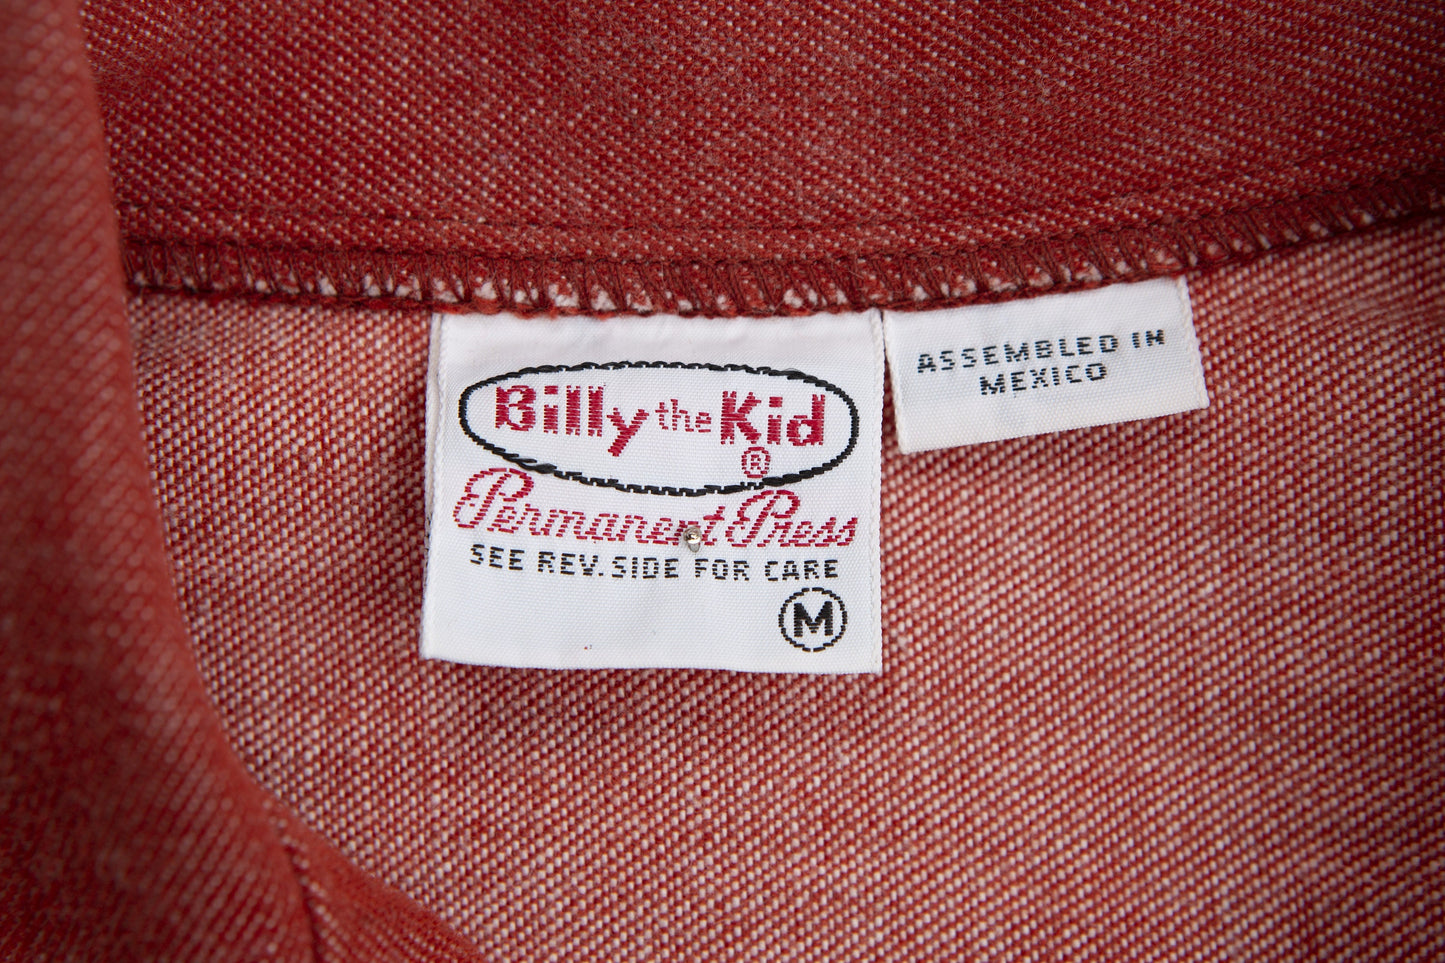 Billy the Kid
®
Permanent Press
SEE REV. SIDE FOR CARE
M
ASSEMBLED IN
MEXICO